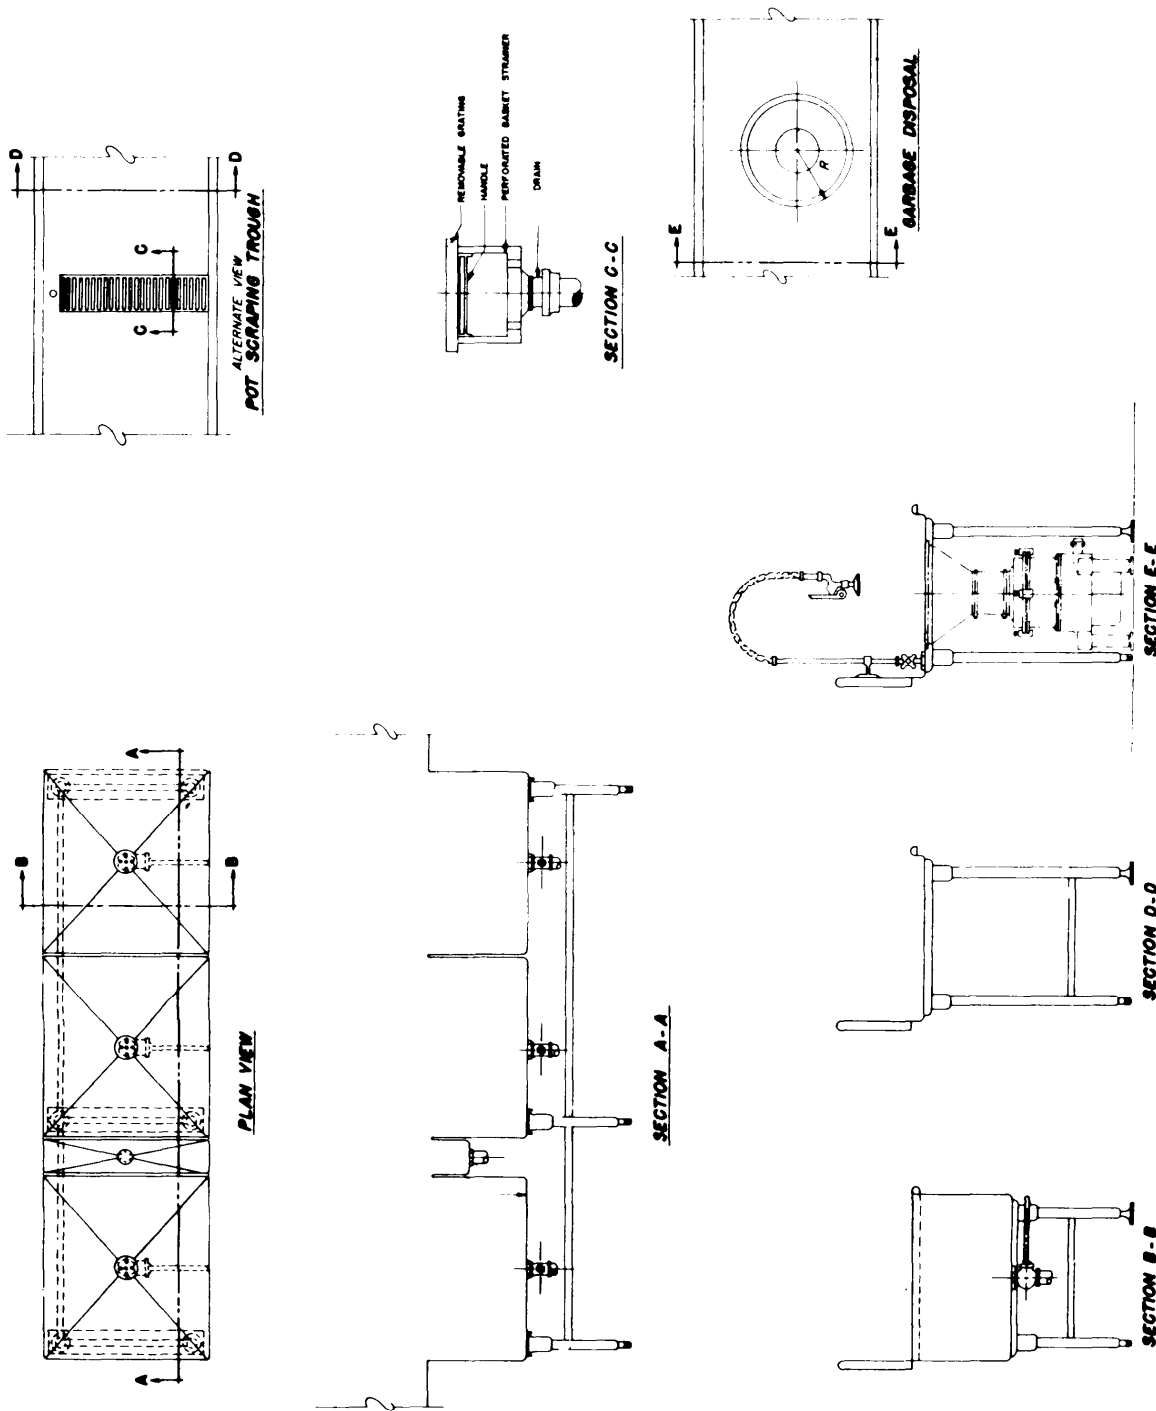 D
D
C
C
ALTERNATE VIEW
POT SCRAPING TROUGH
REMOVABLE GRATING
HANDLE
PERFORATED BASKET STRAINER
DRAIN
SECTION C-C
E
E
R
GARBAGE DISPOSAL
A
A
B
B
PLAN VIEW
SECTION A-A
SECTION B-B
SECTION D-D
SECTION E-E